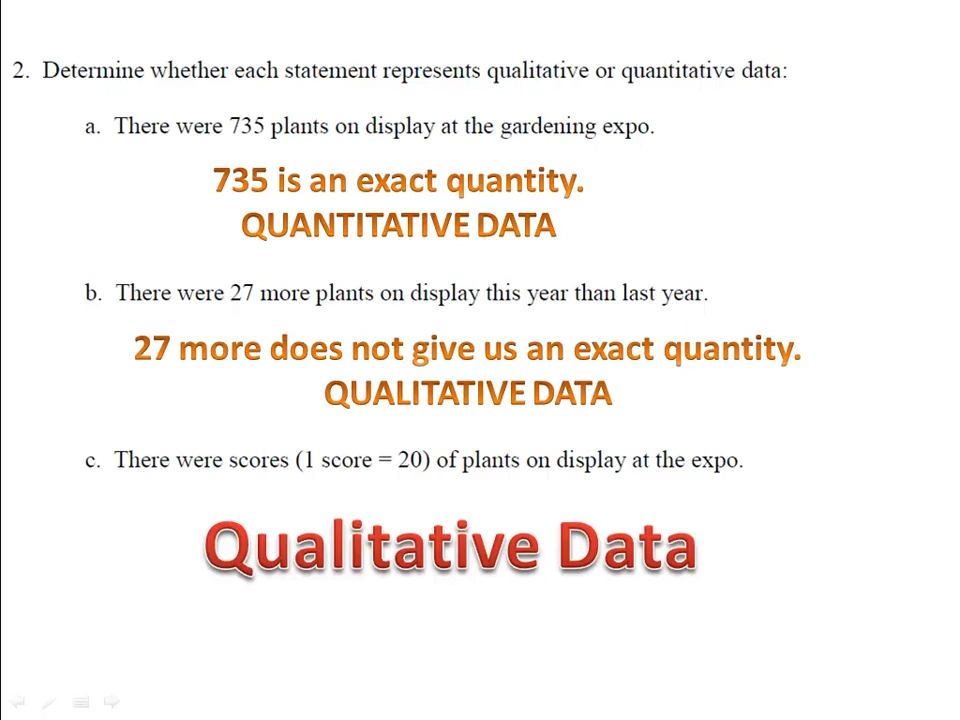 2. Determine whether each statement represents qualitative or quantitative data:
a. There were 735 plants on display at the gardening expo.
735 is an exact quantity.
QUANTITATIVE DATA
b. There were 27 more plants on display this year than last year.
27 more does not give us an exact quantity.
QUALITATIVE DATA
c. There were scores (1 score = 20) of plants on display at the expo.
Qualitative Data